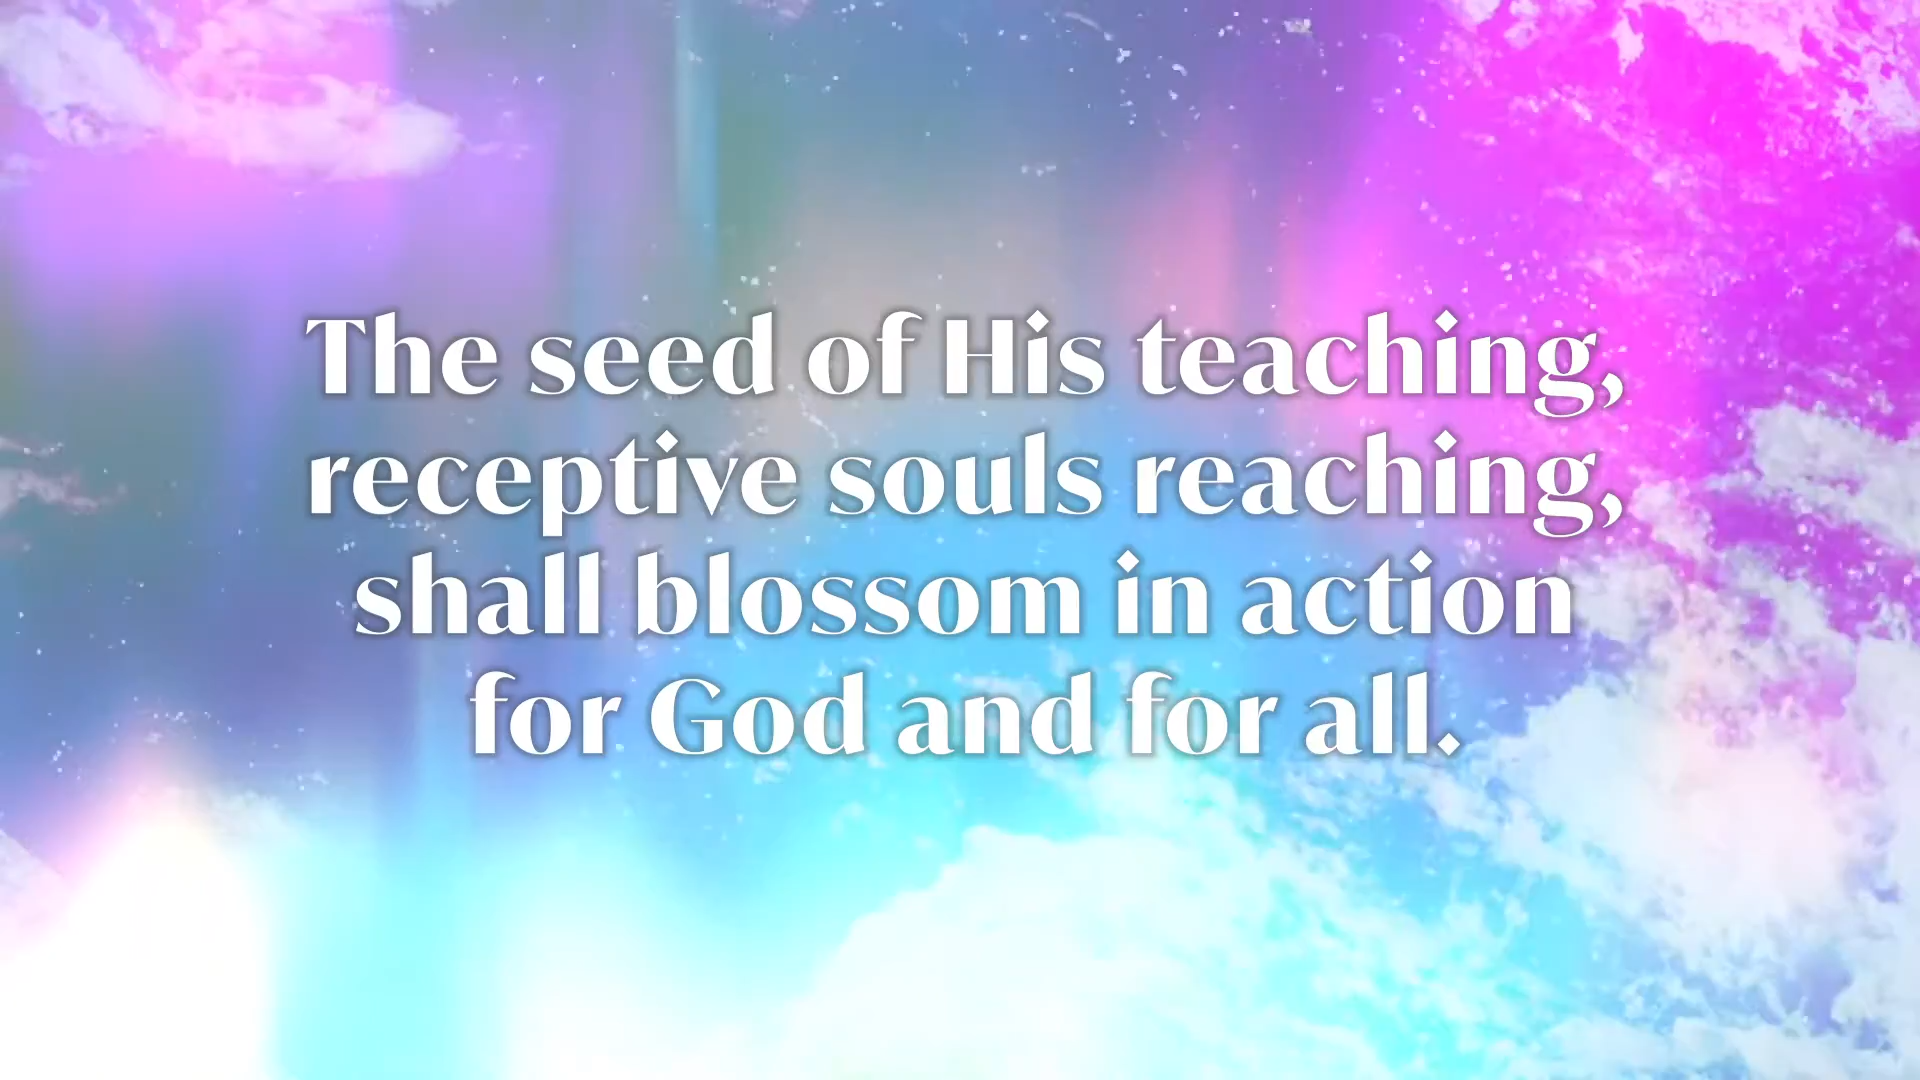 The seed of His teaching,
receptive souls reaching,
shall blossom in action
for God and for all.